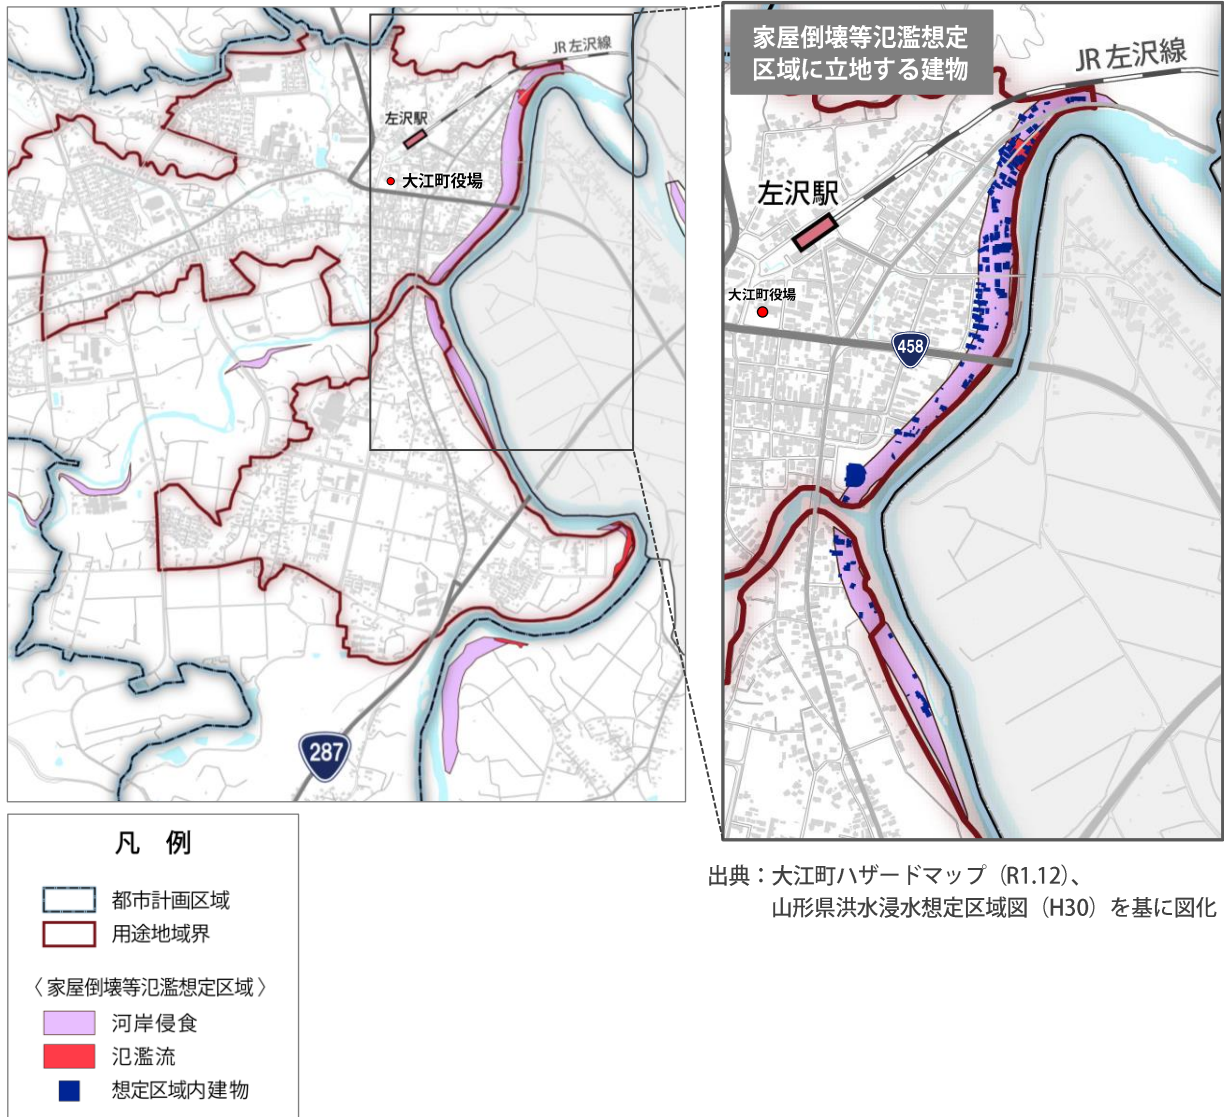 JR 左沢線
左沢駅
大江町役場
287
家屋倒壊等氾濫想定
区域に立地する建物
JR 左沢線
左沢駅
大江町役場
458
凡 例
都市計画区域
用途地域界
〈 家屋倒壊等氾濫想定区域 〉
河岸侵食
氾濫流
想定区域内建物
出典：大江町ハザードマップ（R1.12）、
山形県洪水浸水想定区域図（H30）を基に図化